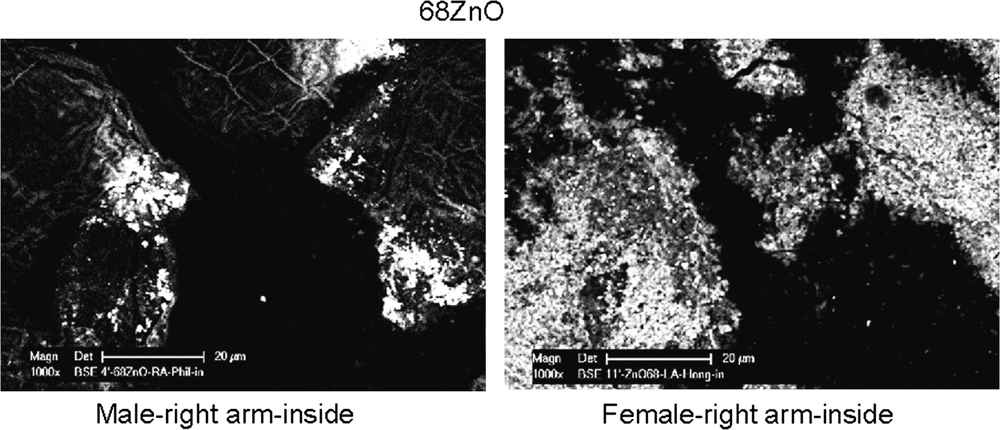 68ZnO
Magn Det 20 µm
1000x BSE 4'-68ZnO-RA-Phil-in
Magn Det 20 µm
1000x BSE 11'-ZnO68-LA-Hong-in
Male-right arm-inside
Female-right arm-inside